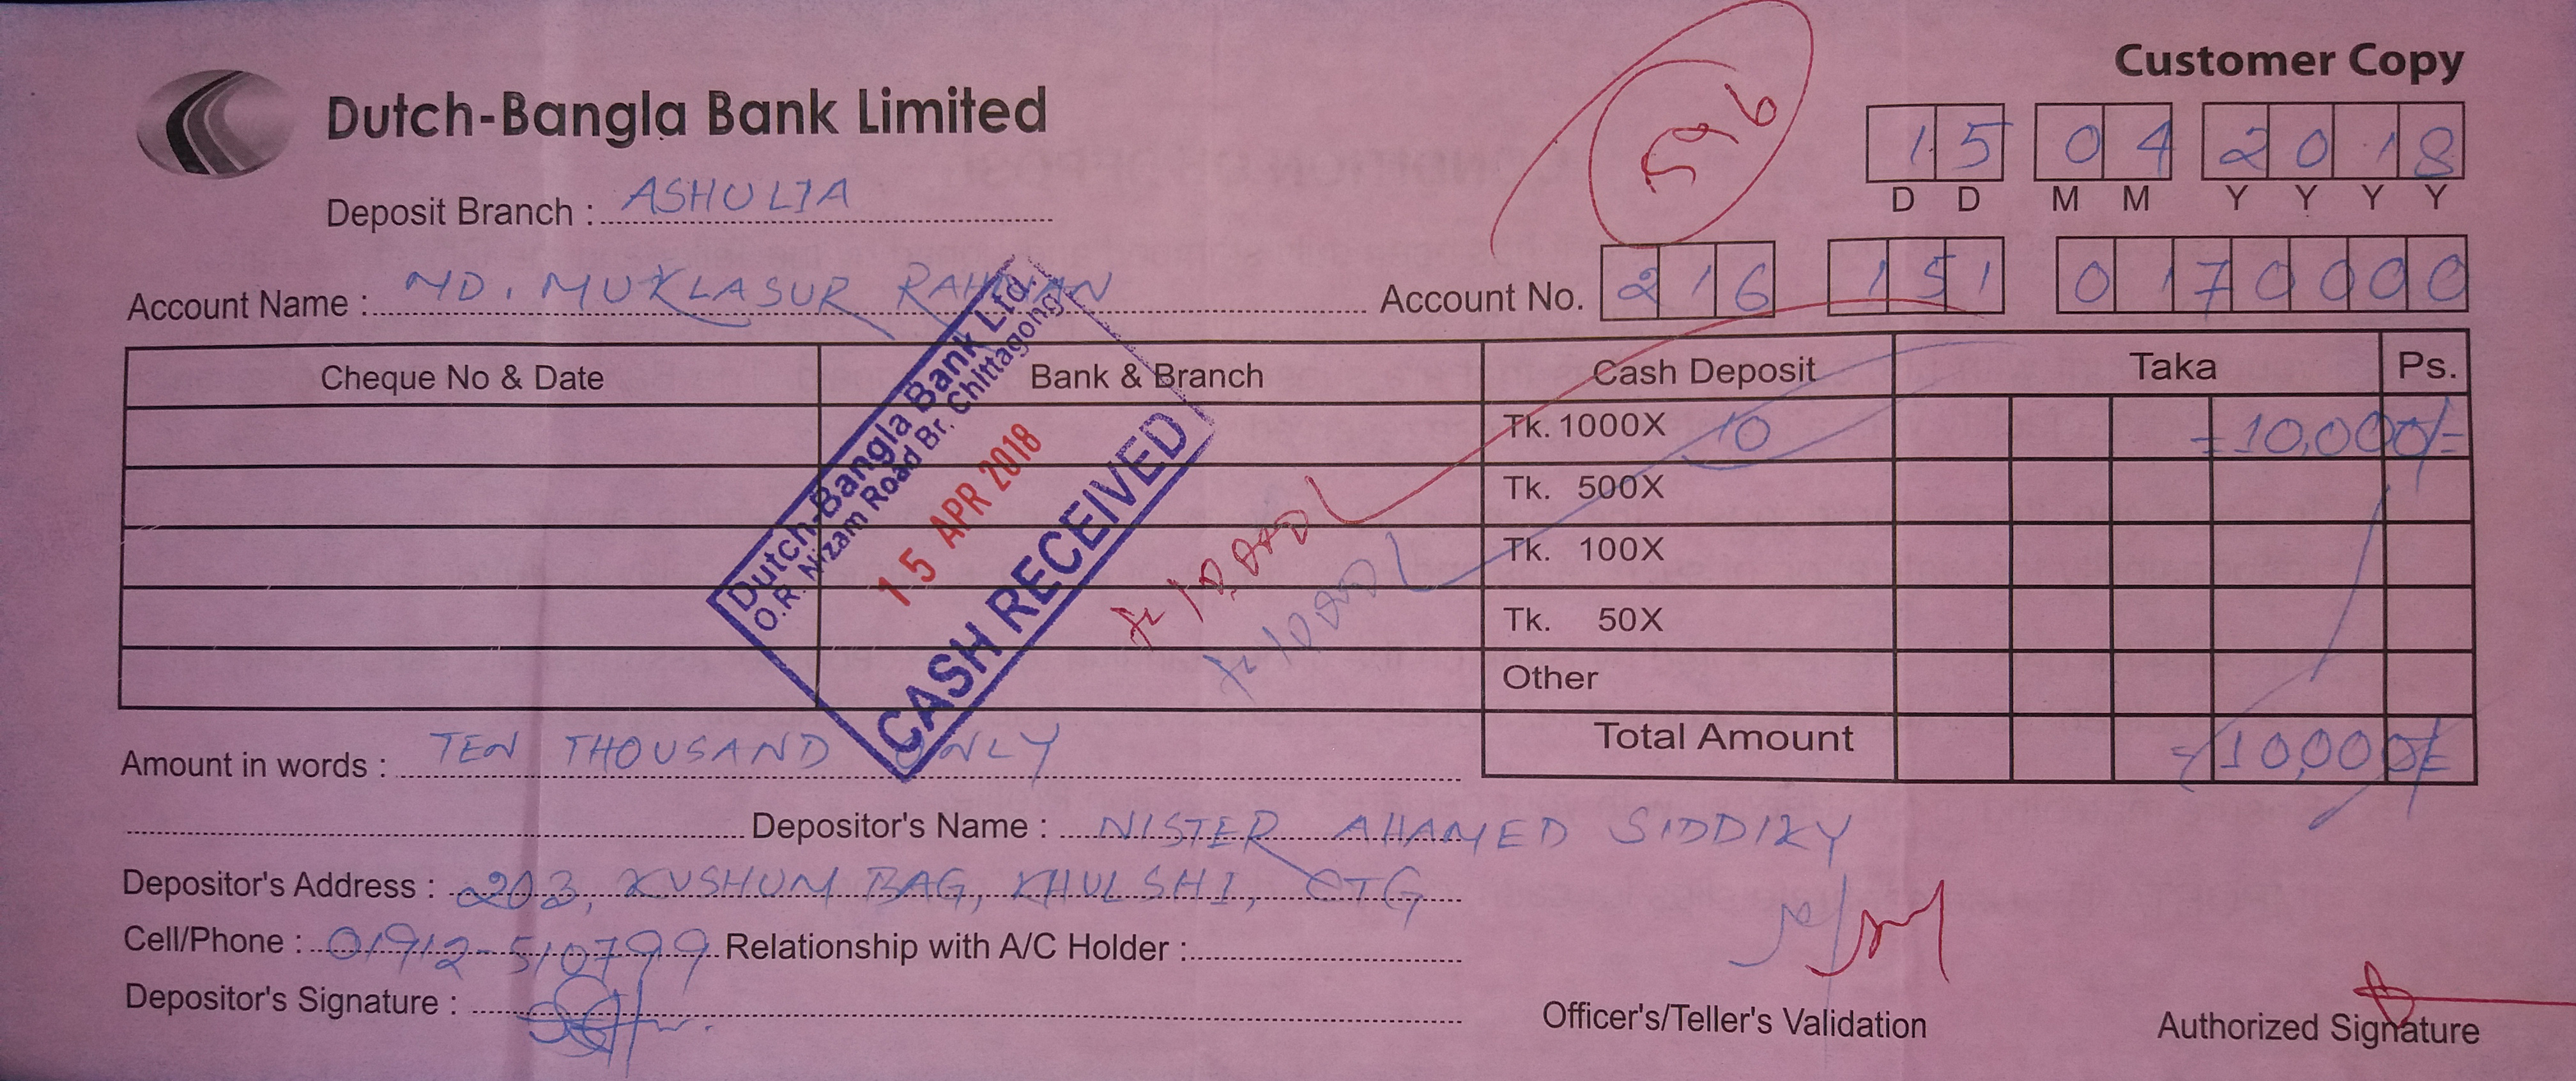 Customer Copy
Dutch-Bangla Bank Limited
596
15 04 2018
D D M M Y Y Y Y
Deposit Branch : ASHULIA
Account Name : MD. MUKLASUR RAHMAN Account No. 216 151 0170000
Cheque No & Date Bank & Branch Cash Deposit Taka Ps.
Tk. 1000X 10 =10,000/=
Tk. 500X
Tk. 100X
Tk. 50X
Other
Total Amount =10,000/=
Dutch-Bangla Bank Ltd.
O.R. Nizam Road Br. Chittagong
15 APR 2018
CASH RECEIVED
10,000
10,000
Amount in words : TEN THOUSAND ONLY
Depositor's Name : NISTER AHAMED SIDDIKY
Depositor's Address : 203, KUSHUM BAG, KHULSHI, CTG
Cell/Phone : 01912-510799 Relationship with A/C Holder :
Depositor's Signature :
Officer's/Teller's Validation
Authorized Signature